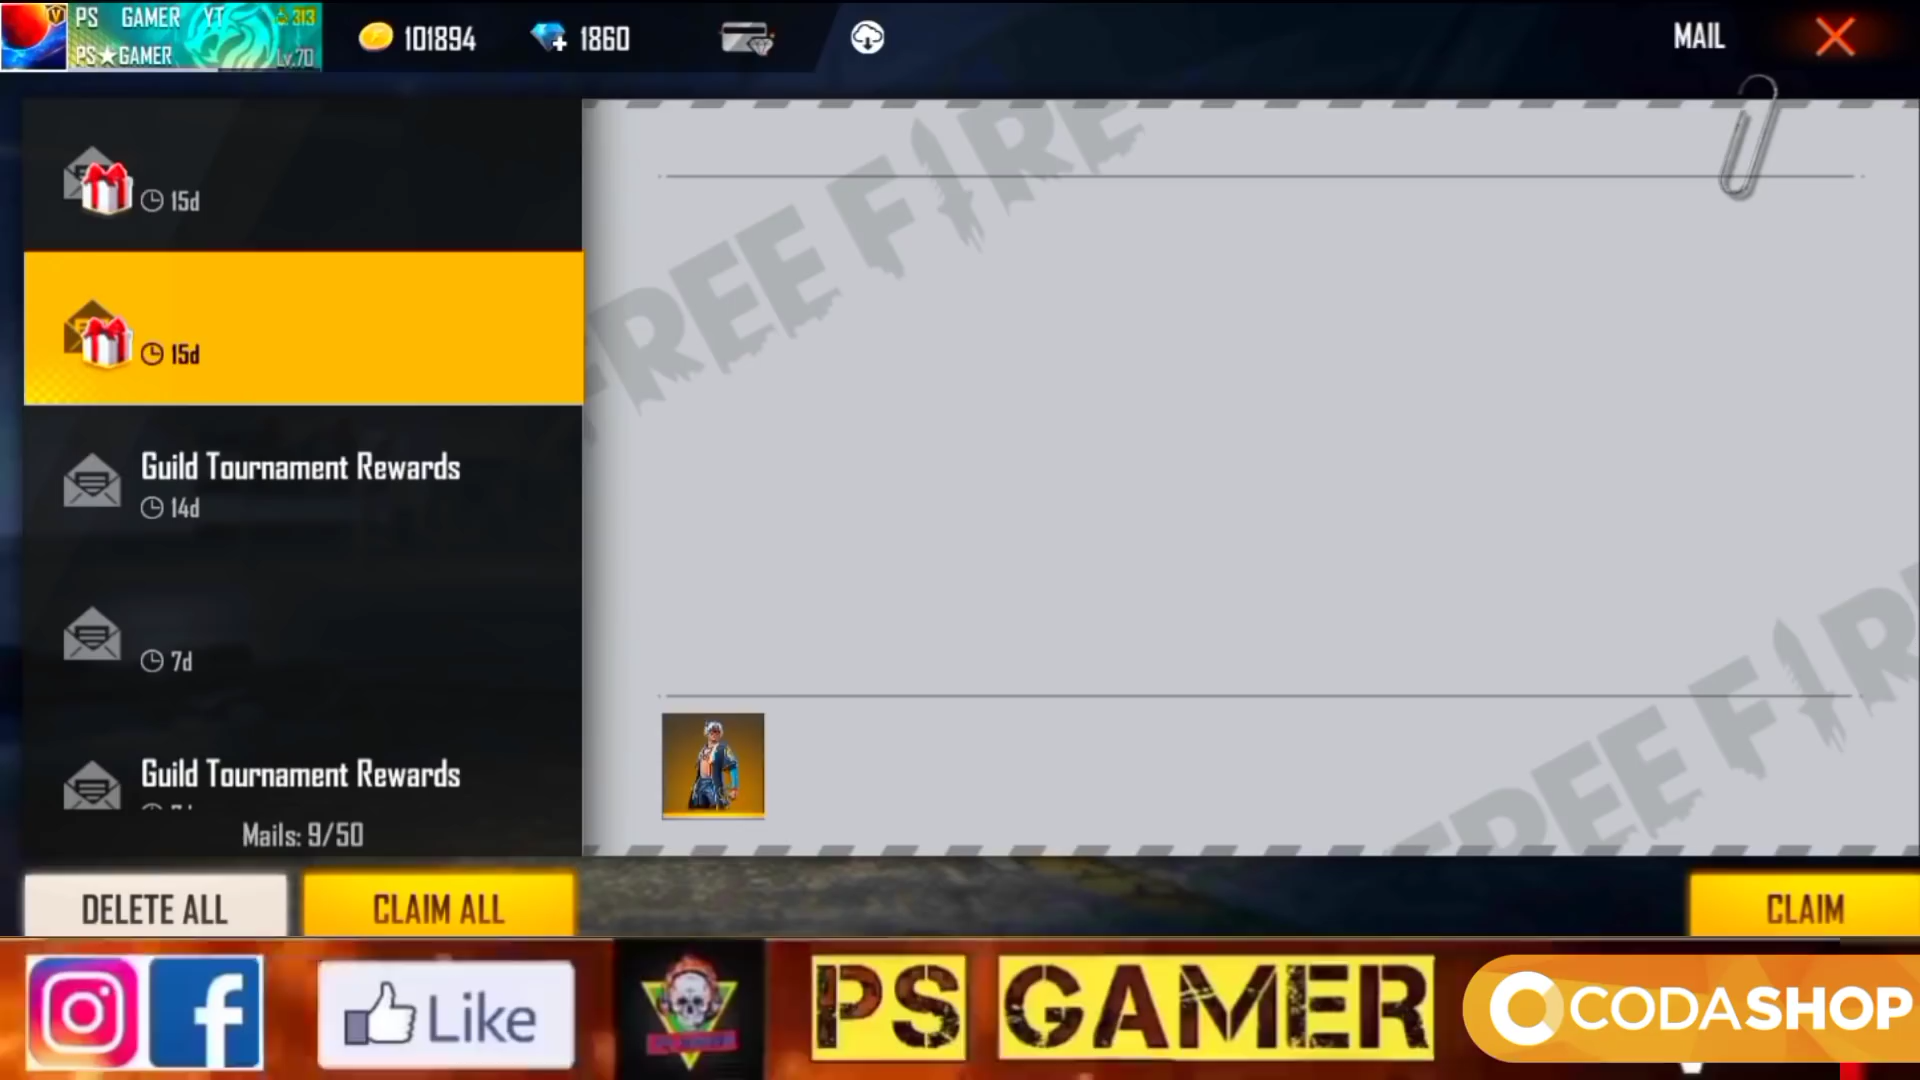 PS GAMER YT 313
PS★GAMER Lv.70
101894
1860
MAIL
15d
15d
Guild Tournament Rewards
14d
7d
Guild Tournament Rewards
Mails: 9/50
FREE FIRE
FREE FIRE
DELETE ALL
CLAIM ALL
CLAIM
Like
PS GAMER
CODASHOP